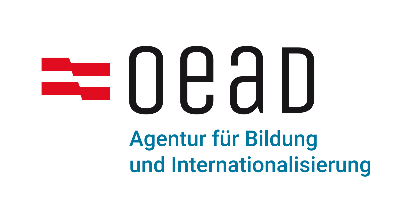 OeAD
Agentur für Bildung
und Internationalisierung